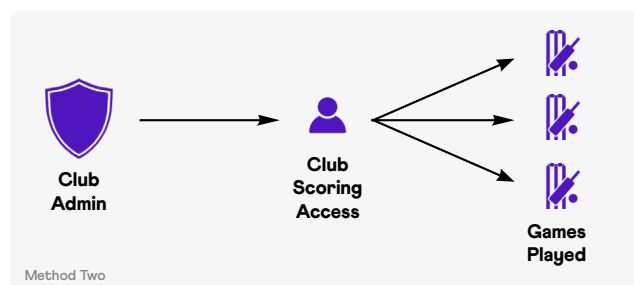 Club
Admin
Club
Scoring
Access
Games
Played
Method Two